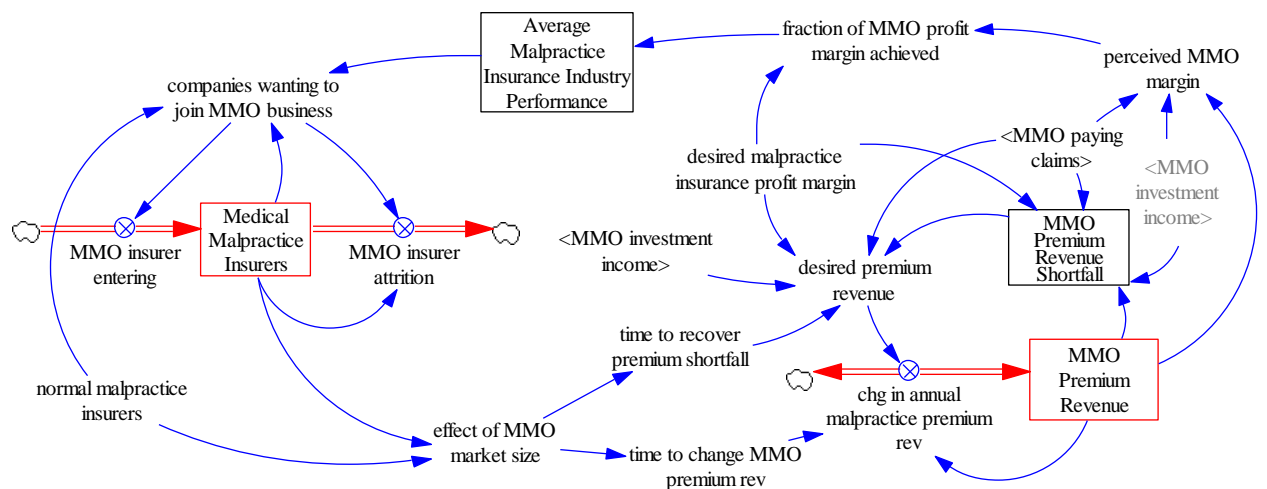 Average
Malpractice
Insurance Industry
Performance
fraction of MMO profit
margin achieved
perceived MMO
margin
companies wanting to
join MMO business
<MMO paying
claims>
desired malpractice
insurance profit margin
<MMO
investment
income>
Medical
Malpractice
Insurers
MMO insurer
entering
MMO insurer
attrition
<MMO investment
income>
desired premium
revenue
MMO
Premium
Revenue
Shortfall
time to recover
premium shortfall
MMO
Premium
Revenue
normal malpractice
insurers
chg in annual
malpractice premium
rev
effect of MMO
market size
time to change MMO
premium rev